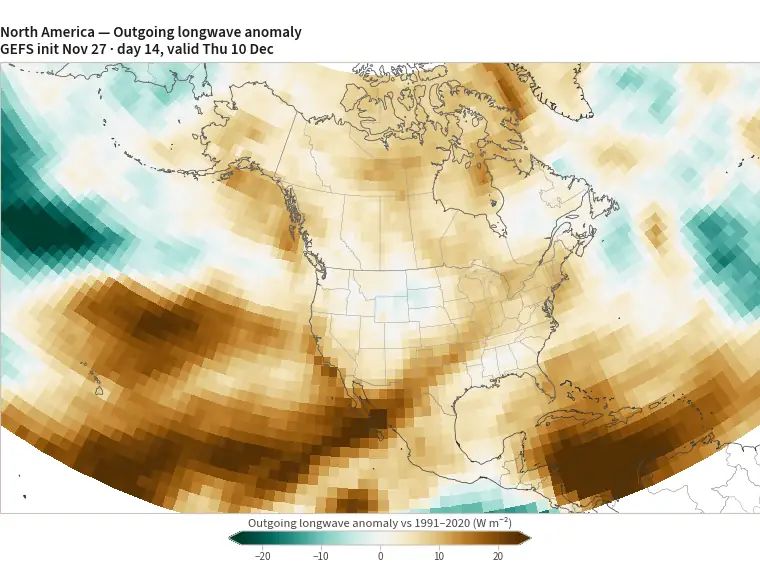 North America — Outgoing longwave anomaly
GEFS init Nov 27 · day 14, valid Thu 10 Dec
Outgoing longwave anomaly vs 1991–2020 (W m⁻²)
−20 −10 0 10 20